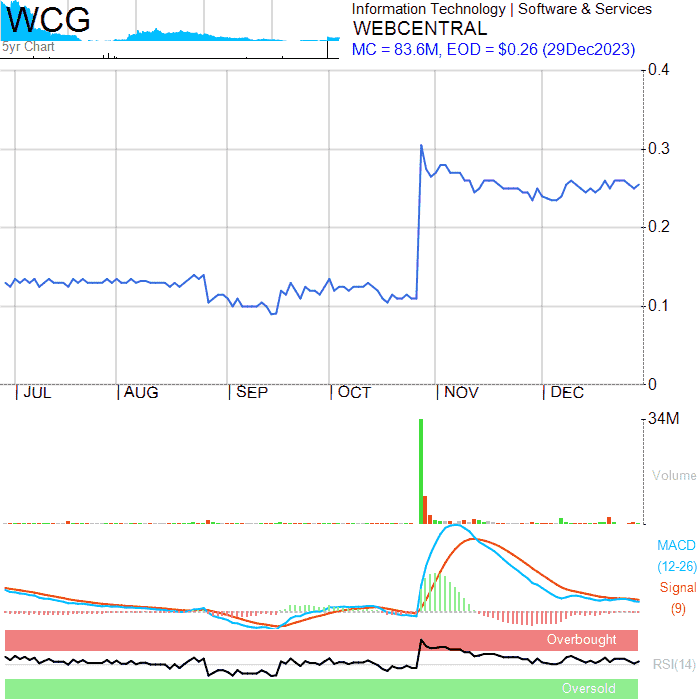 WCG
5yr Chart
Information Technology | Software & Services
WEBCENTRAL
MC = 83.6M, EOD = $0.26 (29Dec2023)
0.4
0.3
0.2
0.1
0
JUL AUG SEP OCT NOV DEC
34M
Volume
MACD
(12-26)
Signal
(9)
Overbought
RSI(14)
Oversold